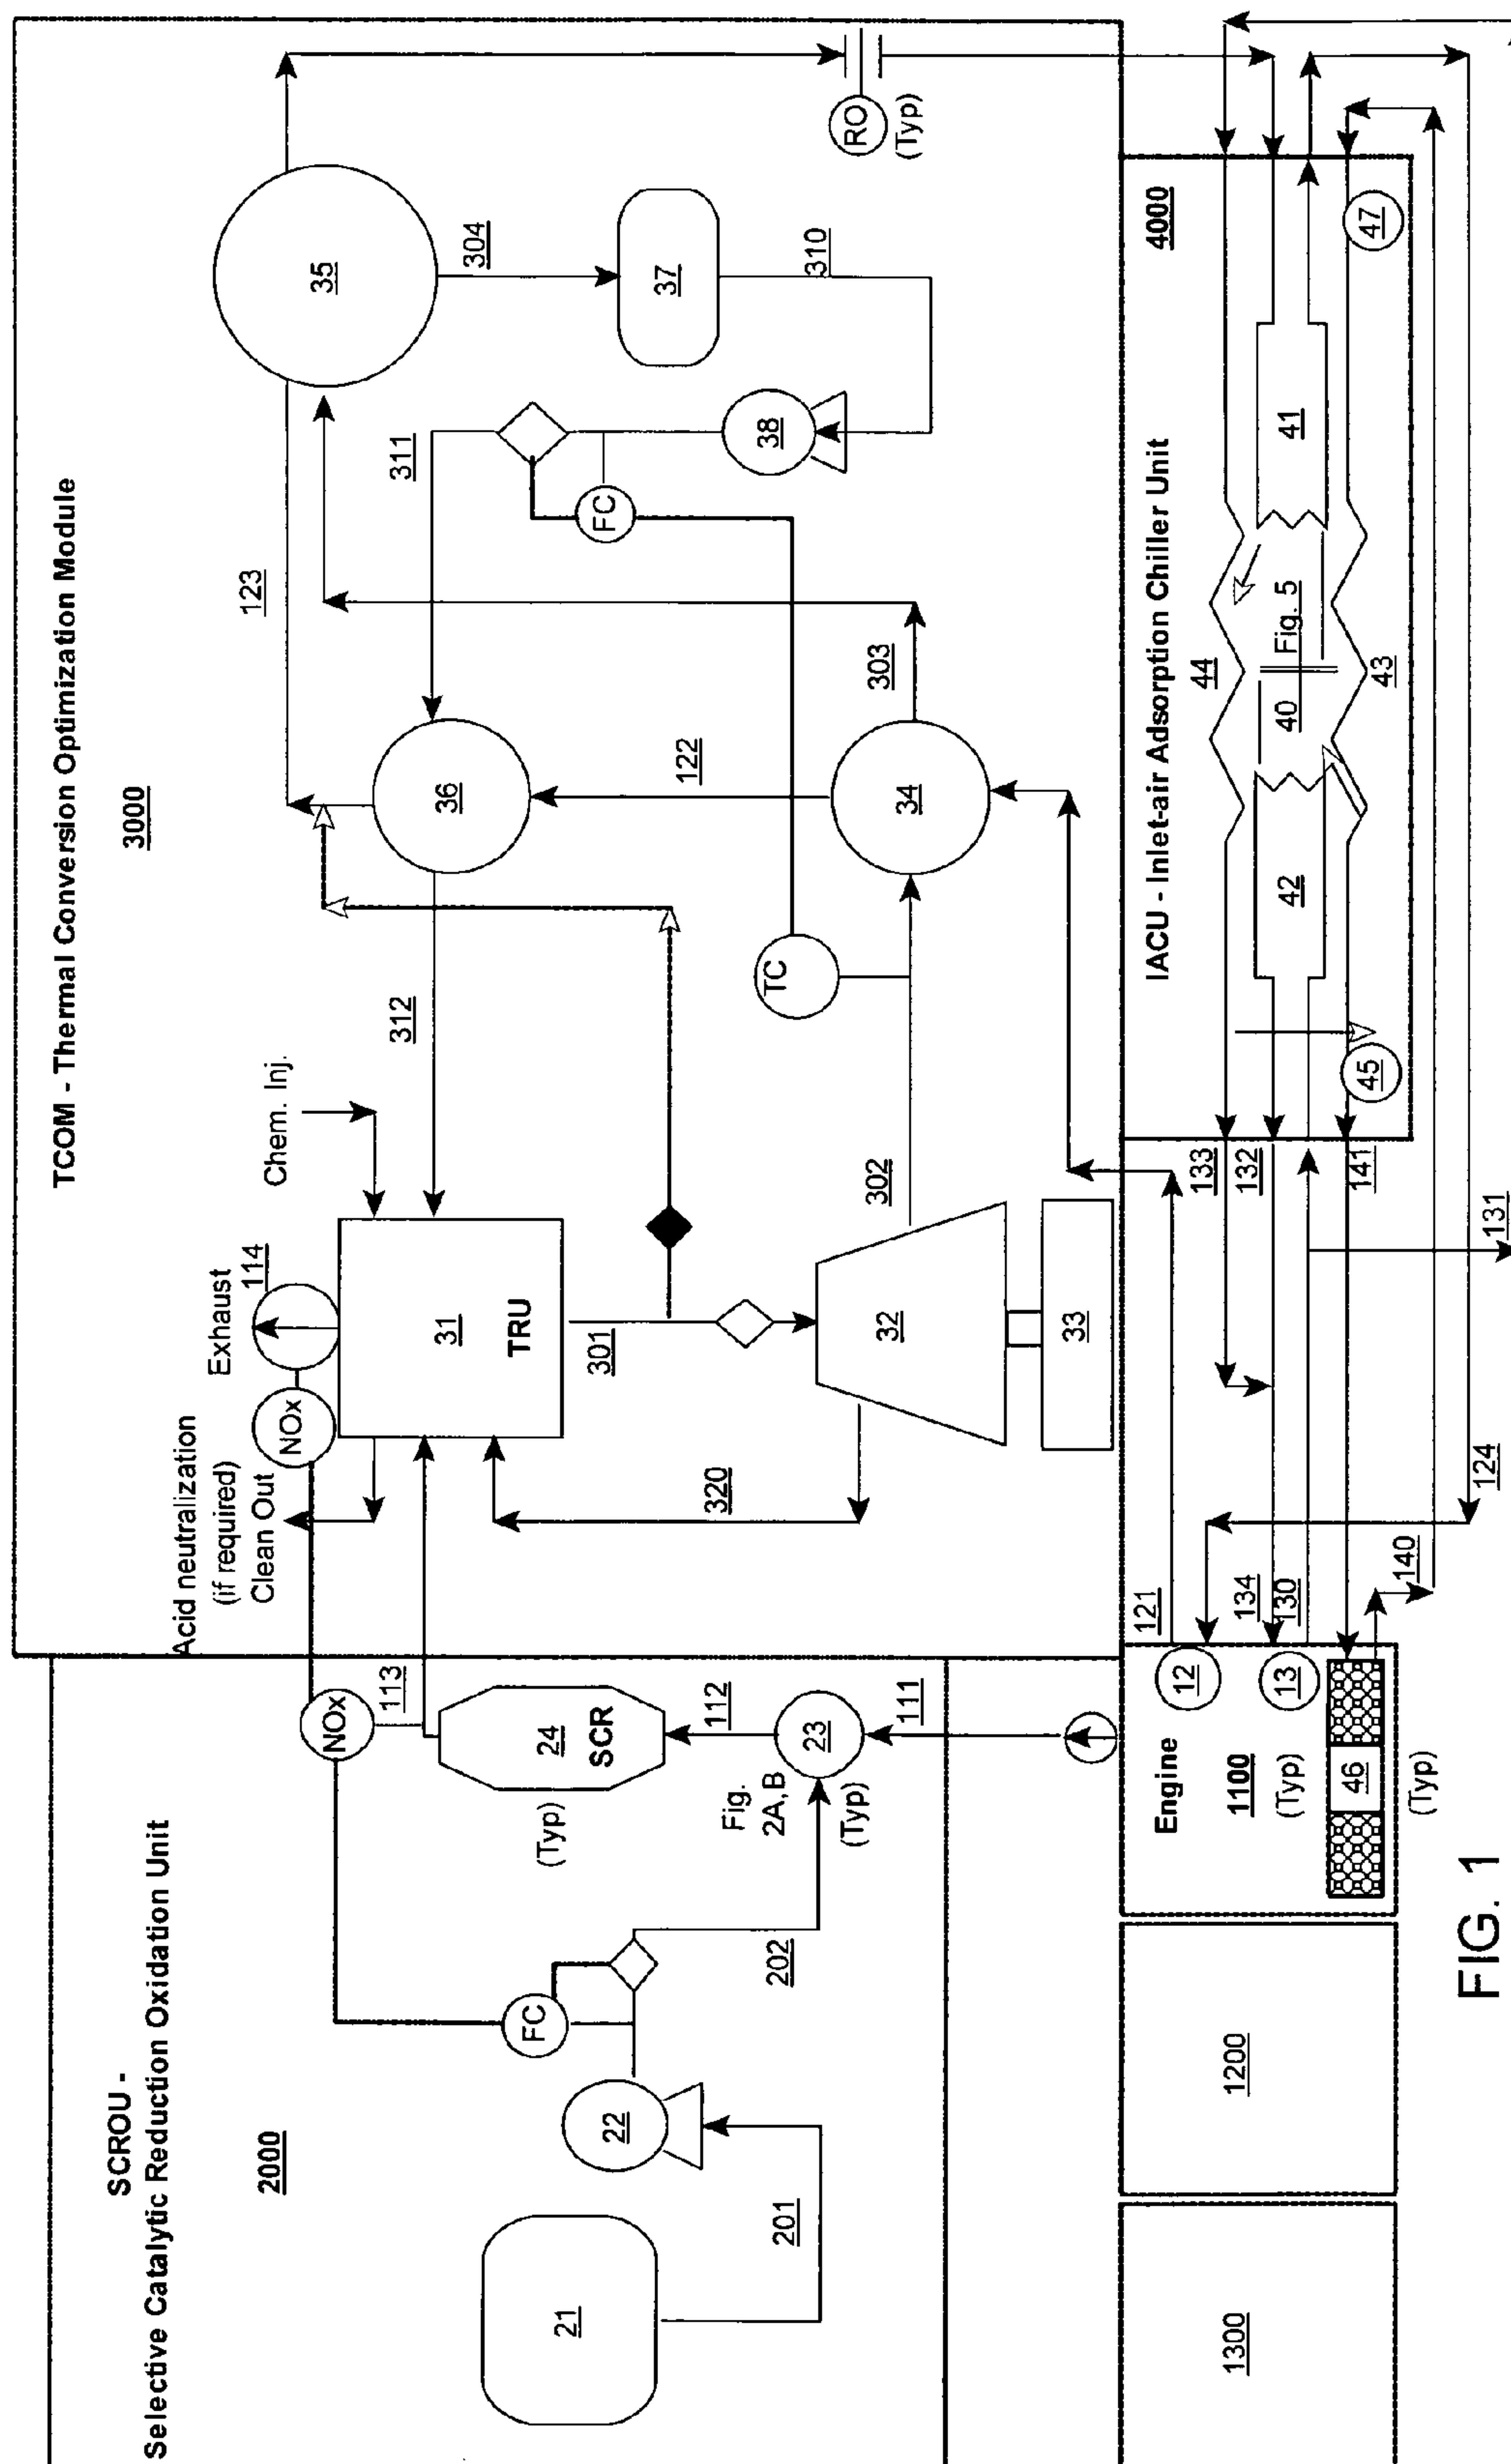 SCROU -
Selective Catalytic Reduction Oxidation Unit
2000
21
201
22
FC
202
NOx
113
24
SCR
(Typ)
112
23
Fig.
2A,B
(Typ)
111
TCOM - Thermal Conversion Optimization Module
3000
Acid neutralization
(if required)
Clean Out
NOx
Exhaust
114
Chem. Inj.
31
TRU
312
301
320
32
33
302
TC
36
122
34
303
123
311
FC
38
35
304
37
310
RO
(Typ)
1300
1200
Engine
1100
(Typ)
12
13
46
(Typ)
121
134
130
140
124
131
133
132
141
IACU - Inlet-air Adsorption Chiller Unit
4000
45
42
44
40
Fig. 5
43
41
47
FIG. 1